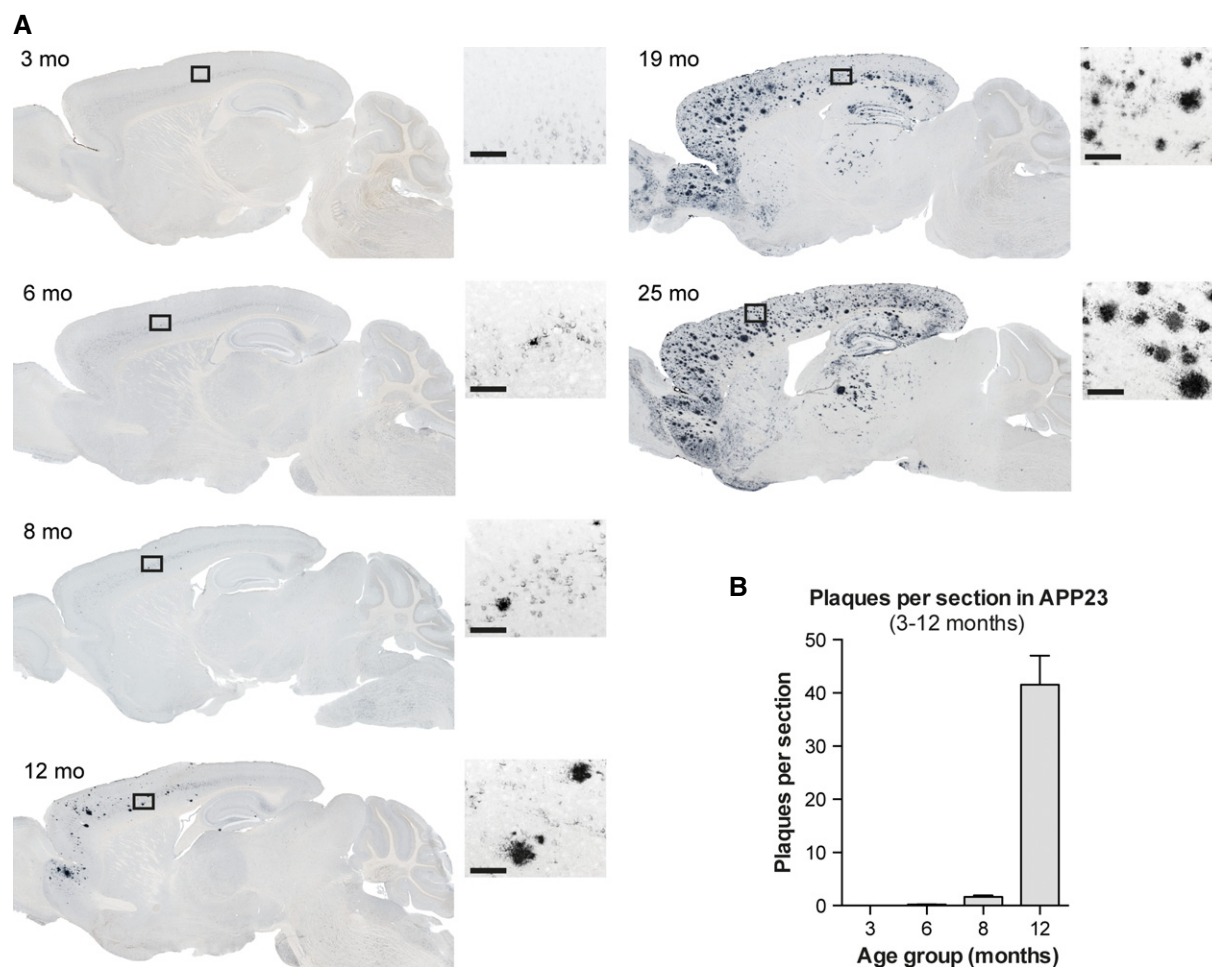 A
3 mo
19 mo
6 mo
25 mo
8 mo
12 mo
B
Plaques per section in APP23
(3-12 months)
Plaques per section
50
40
30
20
10
0
3 6 8 12
Age group (months)